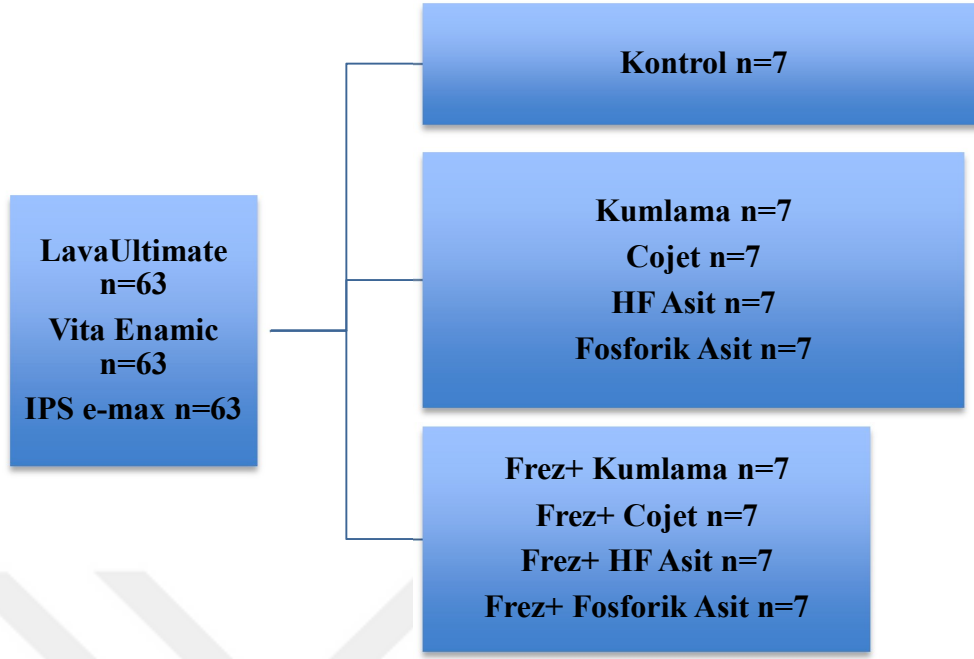 LavaUltimate
n=63
Vita Enamic
n=63
IPS e-max n=63
Kontrol n=7
Kumlama n=7
Cojet n=7
HF Asit n=7
Fosforik Asit n=7
Frez+ Kumlama n=7
Frez+ Cojet n=7
Frez+ HF Asit n=7
Frez+ Fosforik Asit n=7